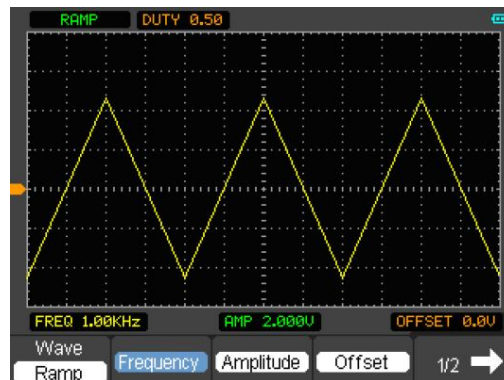 RAMP DUTY 0.50
FREQ 1.00KHz AMP 2.000V OFFSET 0.0V
Wave
Ramp Frequency Amplitude Offset 1/2